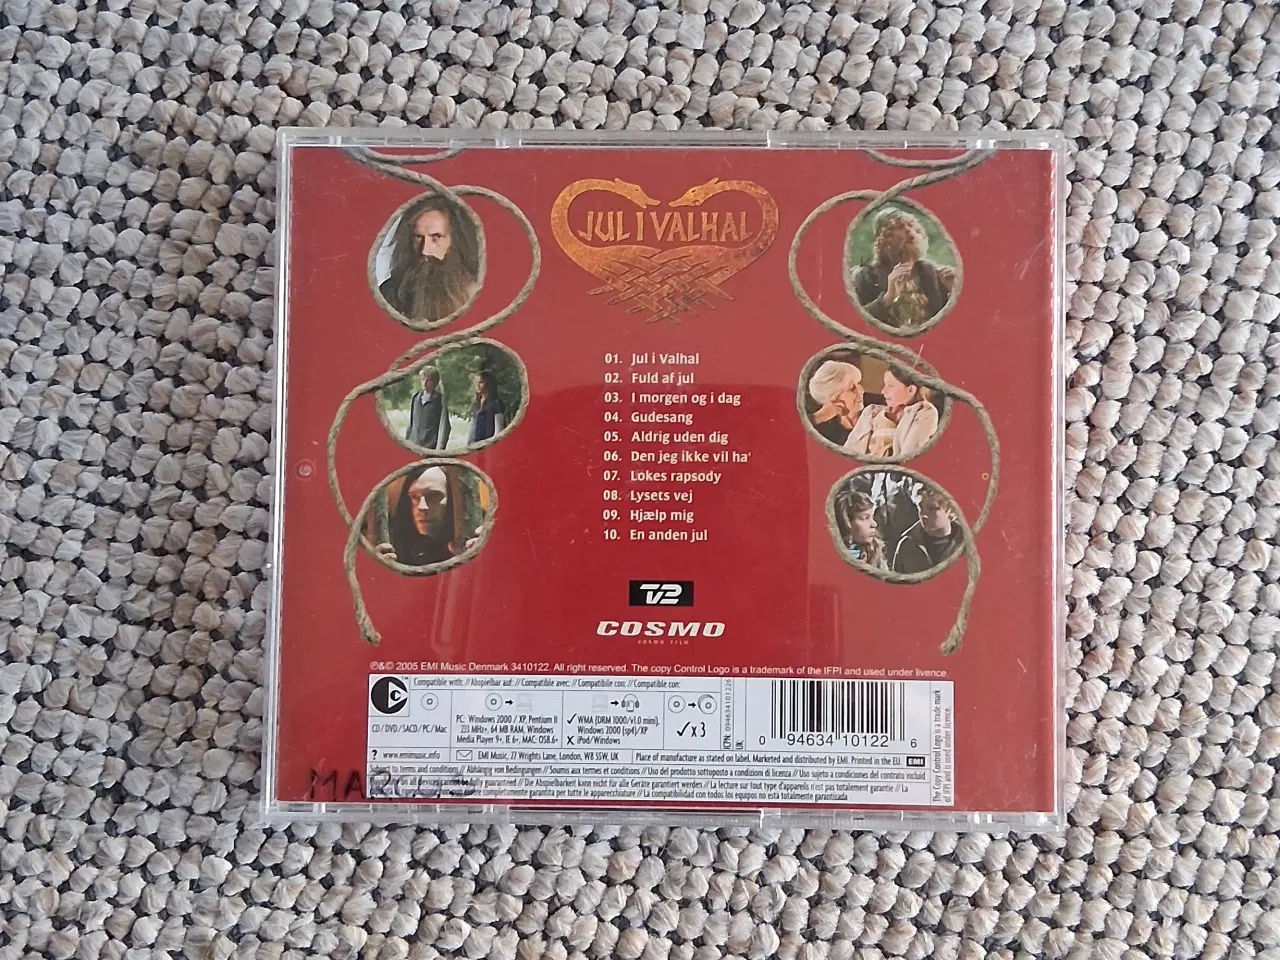 JUL I VALHAL
01. Jul i Valhal
02. Fuld af jul
03. I morgen og i dag
04. Gudesang
05. Aldrig uden dig
06. Den jeg ikke vil ha'
07. Lokes rapsody
08. Lysets vej
09. Hjælp mig
10. En anden jul
TV2
COSMO
COSMO FILM
℗&© 2005 EMI Music Denmark 3410122. All right reserved. The copy Control Logo is a trademark of the IFPI and used under licence.
Compatible with: // Abspielbar auf: // Compatible avec: // Compatibile con: // Compatible con:
CD/DVD/SACD/PC/Mac
PC: Windows 2000 / XP, Pentium II
233 MHz+, 64 MB RAM, Windows
Media Player 9+, IE 6+, MAC: OS8.6+
✓ WMA (DRM 1000/v1.0 mini),
Windows 2000 (sp4)/XP
X iPod/Windows
✓x3
UK:
0 94634 10122 6
? www.emimusic.info
EMI Music, 27 Wrights Lane, London, W8 5SW, UK
Place of manufacture as stated on label. Marketed and distributed by EMI. Printed in the EU.
EMI
Subject to terms and conditions // Abhängig von Bedingungen // Soumis aux termes et conditions // Uso del prodotto sottoposto a condizioni di licenza // Uso sujeto a condiciones del contrato incluido
on all devices guaranteed // Die Abspielbarkeit kann nicht für alle Geräte garantiert werden // La lecture sur tout type d'appareils n'est pas totalement garantie // La
completamente garantita per tutte le apparecchiature // La compatibilidad con todos los equipos no está totalmente garantizada
The Copy Control Logo is a trade mark
of IFPI and is used under licence.